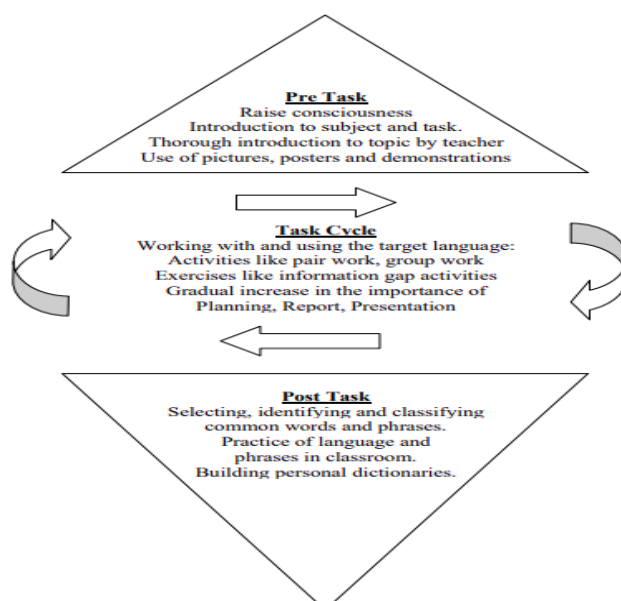 Pre Task
Raise consciousness
Introduction to subject and task.
Thorough introduction to topic by teacher
Use of pictures, posters and demonstrations
Task Cycle
Working with and using the target language:
Activities like pair work, group work
Exercises like information gap activities
Gradual increase in the importance of
Planning, Report, Presentation
Post Task
Selecting, identifying and classifying
common words and phrases.
Practice of language and
phrases in classroom.
Building personal dictionaries.